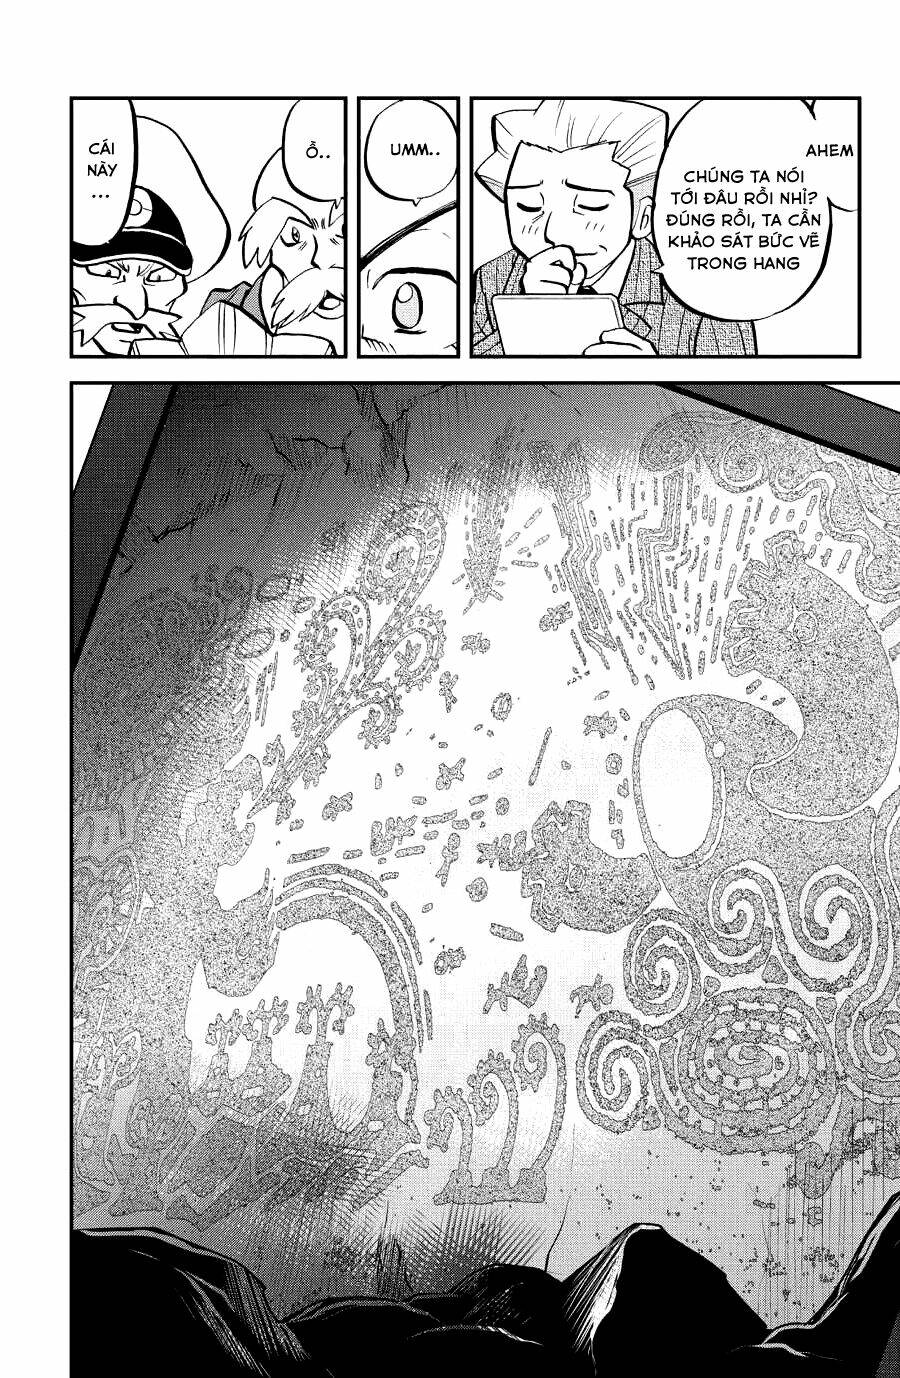 AHEM
CHÚNG TA NÓI
TỚI ĐÂU RỒI NHỈ?
ĐÚNG RỒI, TA CẦN
KHẢO SÁT BỨC VẼ
TRONG HANG
UMM..
Ồ..
CÁI
NÀY
...